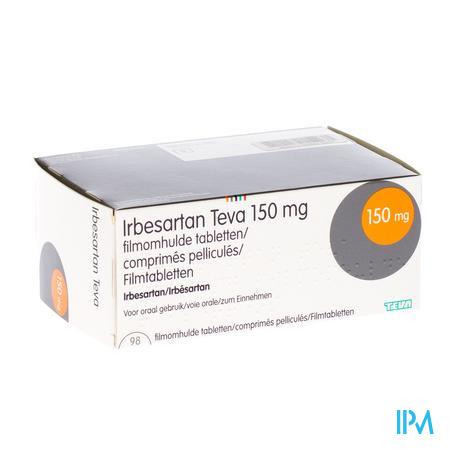 Irbesartan Teva 150 mg
filmomhulde tabletten/
comprimés pelliculés/
Filmtabletten
Irbesartan/Irbésartan
Voor oraal gebruik/voie orale/zum Einnehmen
98 filmomhulde tabletten/comprimés pelliculés/Filmtabletten
150 mg
TEVA
Irbesartan Teva
150 mg
IPM